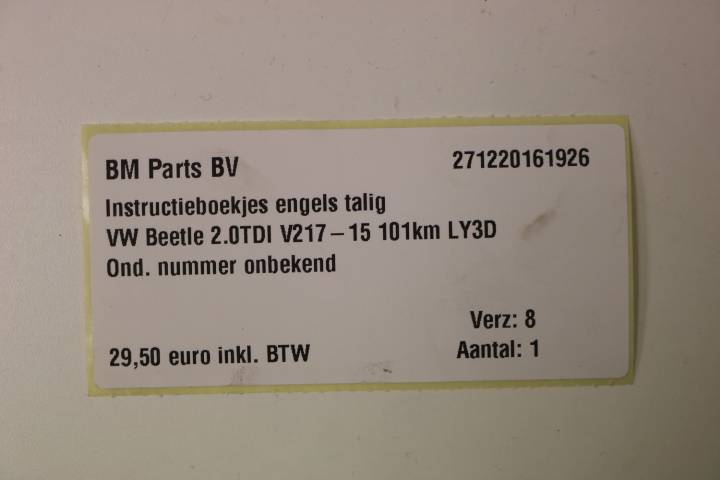 BM Parts BV 271220161926
Instructieboekjes engels talig
VW Beetle 2.0TDI V217-15 101km LY3D
Ond. nummer onbekend
Verz: 8
29,50 euro inkl. BTW Aantal: 1